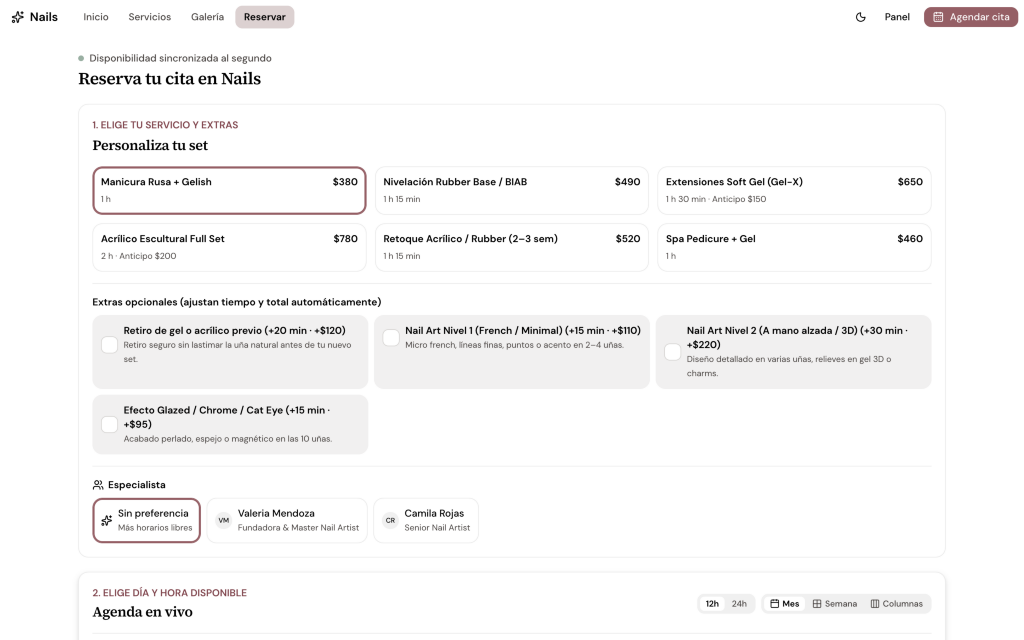 Nails
Inicio
Servicios
Galería
Reservar
Panel
Agendar cita
Disponibilidad sincronizada al segundo
Reserva tu cita en Nails
1. ELIGE TU SERVICIO Y EXTRAS
Personaliza tu set
Manicura Rusa + Gelish $380
1 h
Nivelación Rubber Base / BIAB $490
1 h 15 min
Extensiones Soft Gel (Gel-X) $650
1 h 30 min · Anticipo $150
Acrílico Escultural Full Set $780
2 h · Anticipo $200
Retoque Acrílico / Rubber (2–3 sem) $520
1 h 15 min
Spa Pedicure + Gel $460
1 h
Extras opcionales (ajustan tiempo y total automáticamente)
Retiro de gel o acrílico previo (+20 min · +$120)
Retiro seguro sin lastimar la uña natural antes de tu nuevo
set.
Nail Art Nivel 1 (French / Minimal) (+15 min · +$110)
Micro french, líneas finas, puntos o acento en 2–4 uñas.
Nail Art Nivel 2 (A mano alzada / 3D) (+30 min ·
+$220)
Diseño detallado en varias uñas, relieves en gel 3D o
charms.
Efecto Glazed / Chrome / Cat Eye (+15 min ·
+$95)
Acabado perlado, espejo o magnético en las 10 uñas.
Especialista
Sin preferencia
Más horarios libres
VM
Valeria Mendoza
Fundadora & Master Nail Artist
CR
Camila Rojas
Senior Nail Artist
2. ELIGE DÍA Y HORA DISPONIBLE
Agenda en vivo
12h
24h
Mes
Semana
Columnas